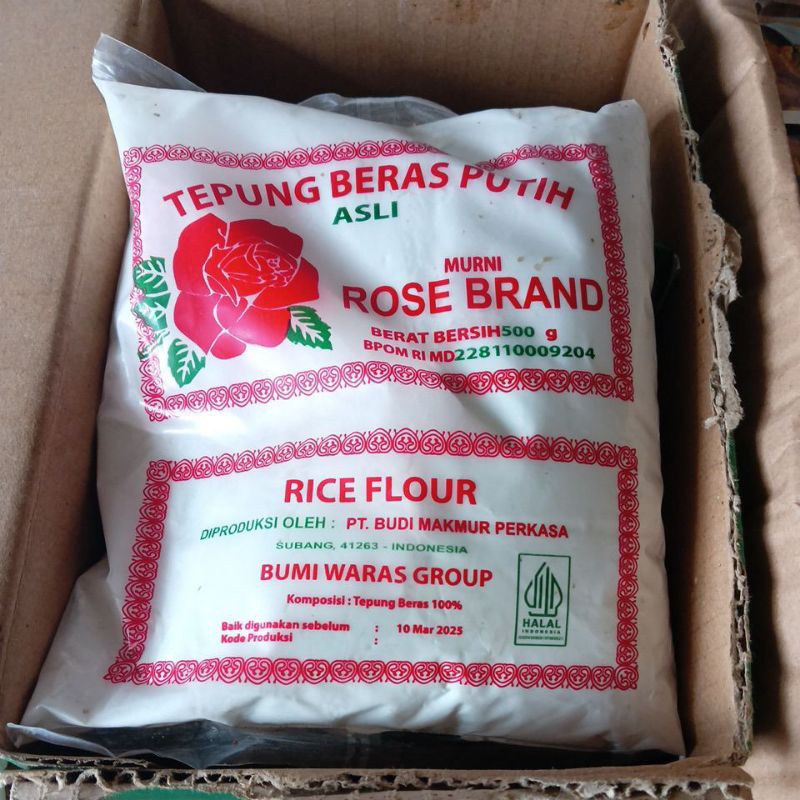 TEPUNG BERAS PUTIH
ASLI
MURNI
ROSE BRAND
BERAT BERSIH500 g
BPOM RI MD228110009204
RICE FLOUR
DIPRODUKSI OLEH : PT. BUDI MAKMUR PERKASA
SUBANG, 41263 - INDONESIA
BUMI WARAS GROUP
Komposisi : Tepung Beras 100%
Baik digunakan sebelum : 10 Mar 2025
Kode Produksi :
HALAL
INDONESIA